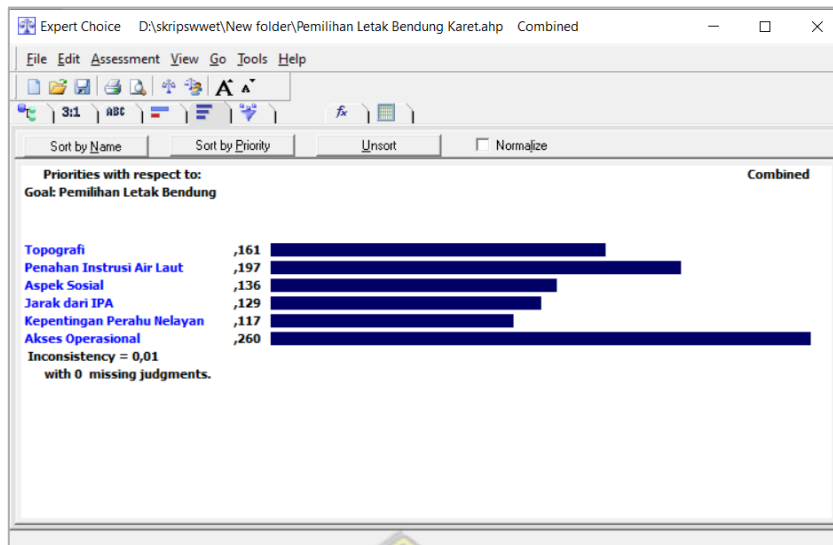 Expert Choice D:\skripswwet\New folder\Pemilihan Letak Bendung Karet.ahp Combined
File Edit Assessment View Go Tools Help
A A
3:1 ABC fx
Sort by Name Sort by Priority Unsort Normalize
Priorities with respect to: Combined
Goal: Pemilihan Letak Bendung
Topografi ,161
Penahan Instrusi Air Laut ,197
Aspek Sosial ,136
Jarak dari IPA ,129
Kepentingan Perahu Nelayan ,117
Akses Operasional ,260
Inconsistency = 0,01
with 0 missing judgments.